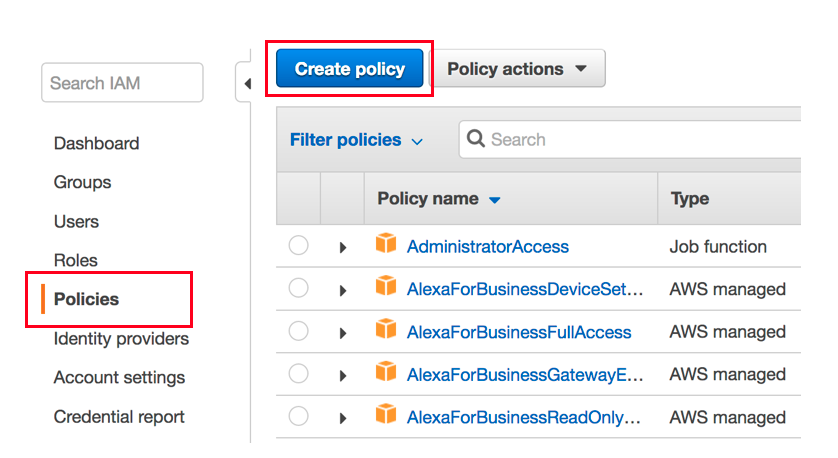 Search IAM
Dashboard
Groups
Users
Roles
Policies
Identity providers
Account settings
Credential report
Create policy
Policy actions
Filter policies
Search
Policy name Type
AdministratorAccess Job function
AlexaForBusinessDeviceSet… AWS managed
AlexaForBusinessFullAccess AWS managed
AlexaForBusinessGatewayE… AWS managed
AlexaForBusinessReadOnly… AWS managed